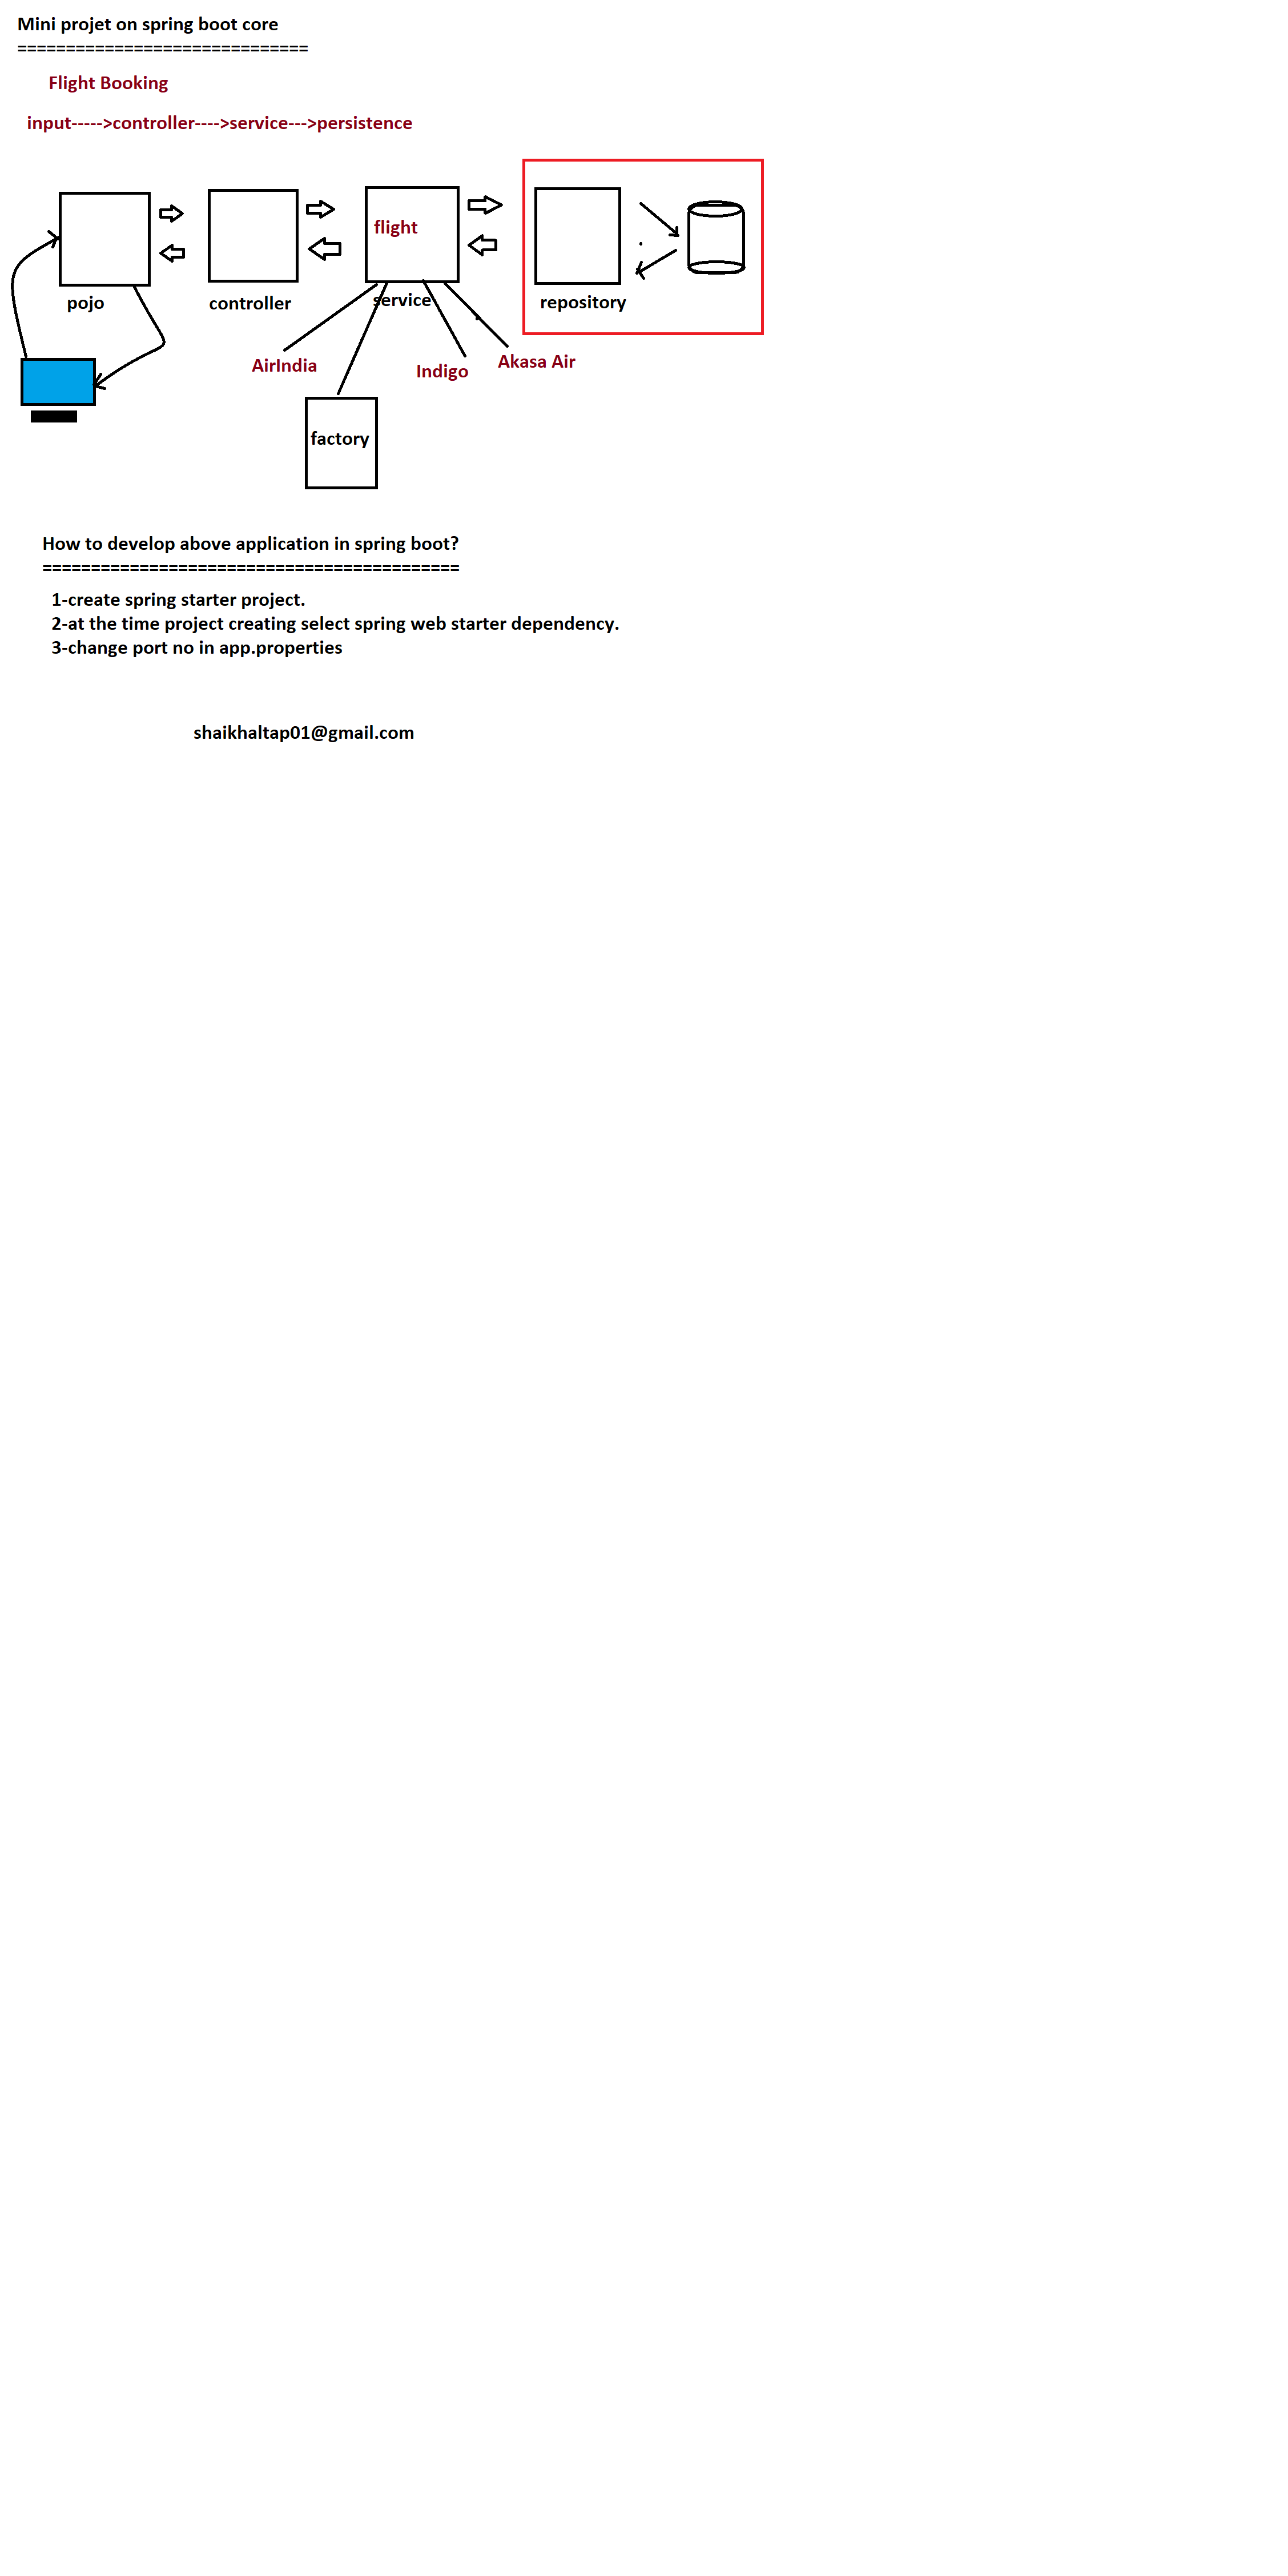 Mini projet on spring boot core
==============================
Flight Booking
input----->controller---->service--->persistence
flight
pojo
controller
service
repository
AirIndia
Indigo
Akasa Air
factory
How to develop above application in spring boot?
===========================================
1-create spring starter project.
2-at the time project creating select spring web starter dependency.
3-change port no in app.properties
shaikhaltap01@gmail.com